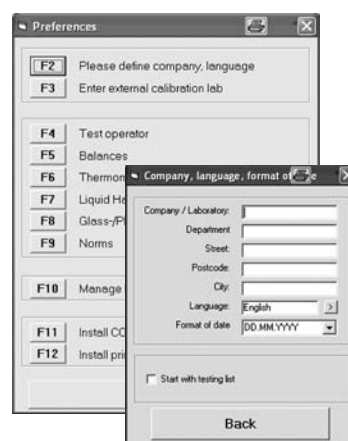 Preferences
F2 Please define company, language
F3 Enter external calibration lab
F4 Test operator
F5 Balances
F6
F7 Liquid
F8
F9 Norms
F10 Manage
F11 Install
F12 Install
Company, language, format of
Company / Laboratory:
Department
Street:
Postcode:
City:
Language: English >
Format of date DD.MM.YYYY
Start with testing list
Back